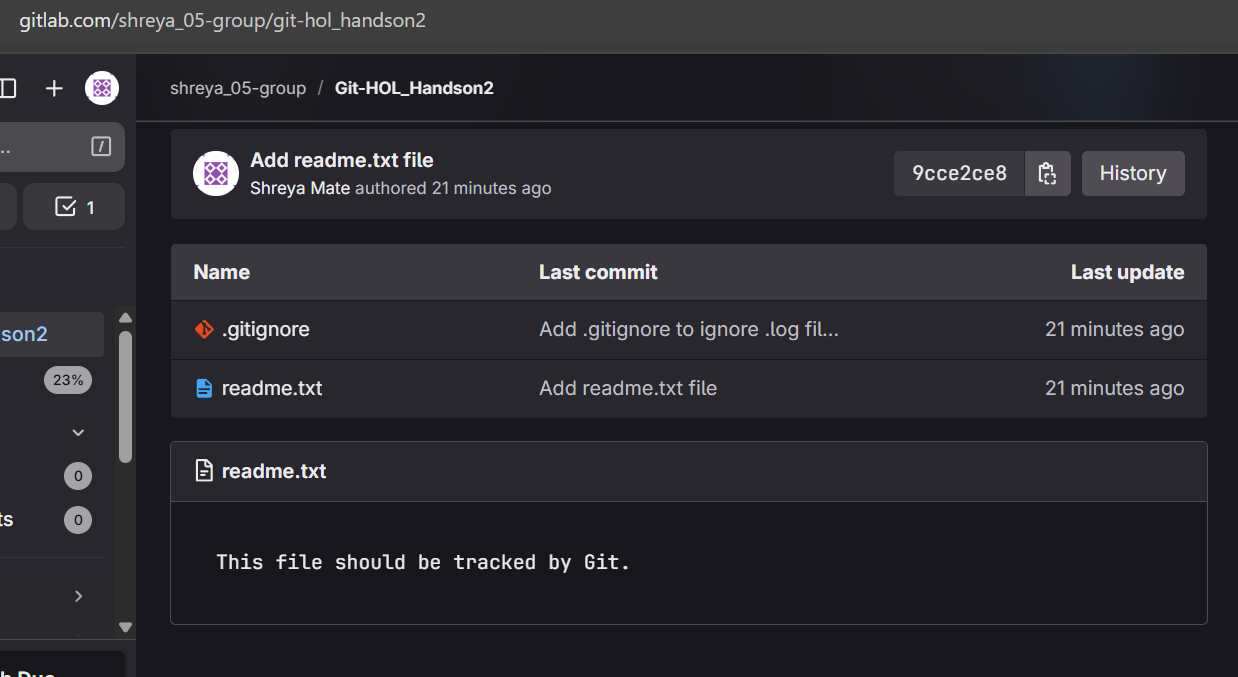 gitlab.com/shreya_05-group/git-hol_handson2
shreya_05-group / Git-HOL_Handson2
..
/
1
son2
23%
0
ts
0
Add readme.txt file
Shreya Mate authored 21 minutes ago
9cce2ce8
History
Name Last commit Last update
.gitignore Add .gitignore to ignore .log fil... 21 minutes ago
readme.txt Add readme.txt file 21 minutes ago
readme.txt
This file should be tracked by Git.